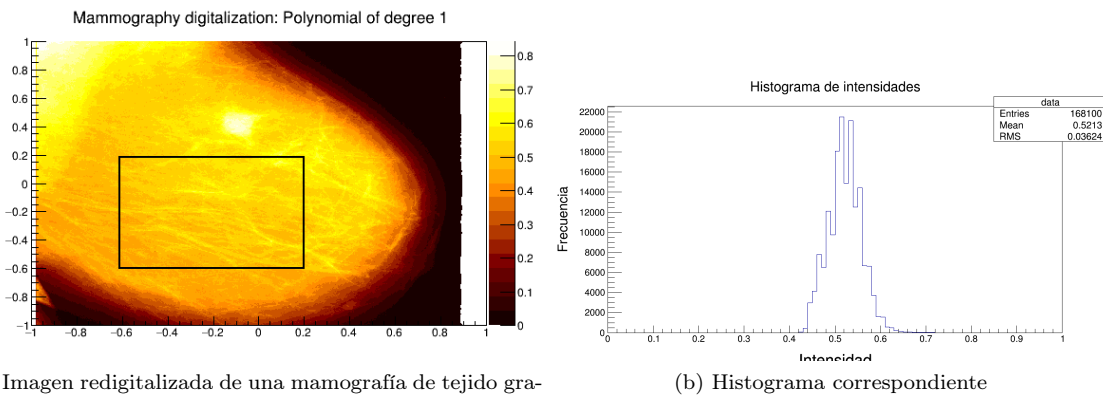 Mammography digitalization: Polynomial of degree 1
1
0.8
0.6
0.4
0.2
0
−0.2
−0.4
−0.6
−0.8
−1
−1 −0.8 −0.6 −0.4 −0.2 0 0.2 0.4 0.6 0.8 1
0.8
0.7
0.6
0.5
0.4
0.3
0.2
0.1
0
Imagen redigitalizada de una mamografía de tejido gra-
Histograma de intensidades
data
Entries 168100
Mean 0.5213
RMS 0.03624
Frecuencia
22000
20000
18000
16000
14000
12000
10000
8000
6000
4000
2000
0
0 0.1 0.2 0.3 0.4 0.5 0.6 0.7 0.8 0.9 1
Intensidad
(b) Histograma correspondiente